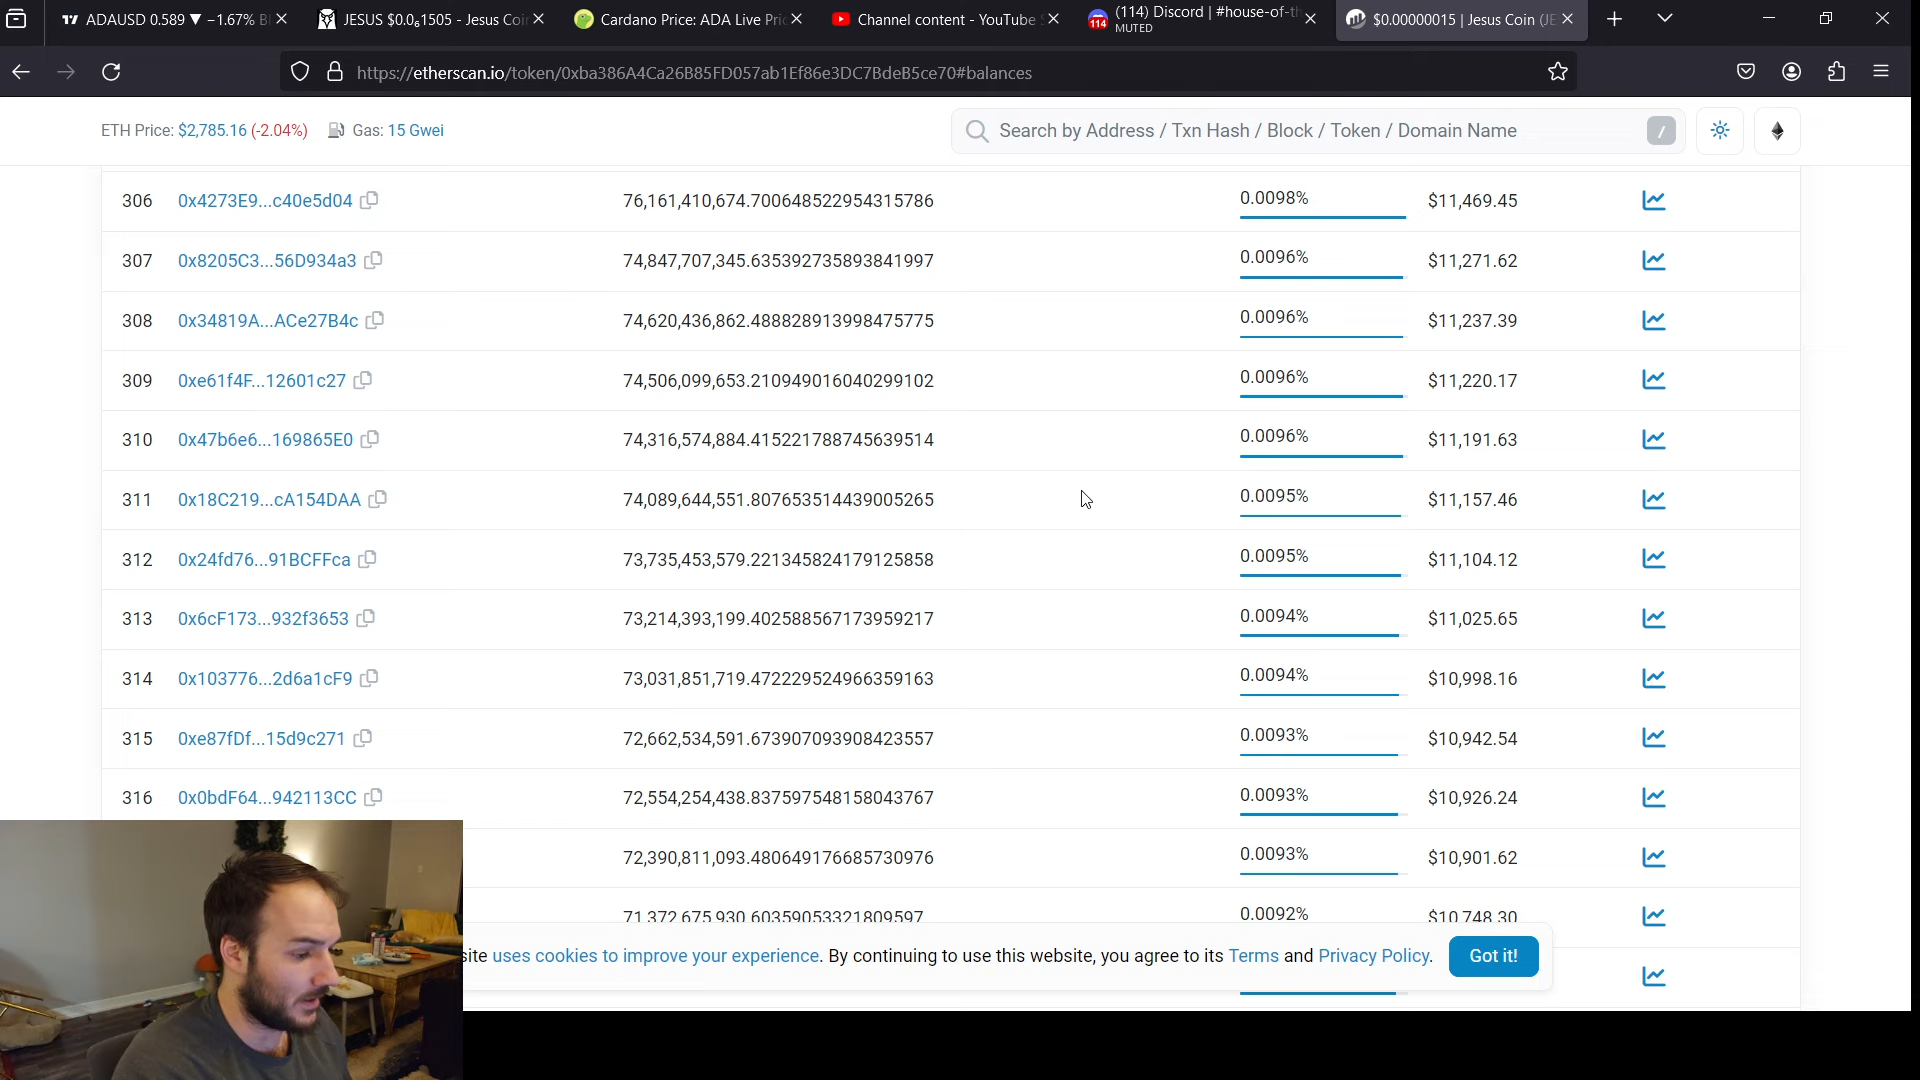 ADAUSD 0.589 ▼ −1.67%
JESUS $0.0₆1505 - Jesus Coi
Cardano Price: ADA Live Pri
Channel content - YouTube
114
(114) Discord | #house-of-th
MUTED
$0.00000015 | Jesus Coin (JE
https://etherscan.io/token/0xba386A4Ca26B85FD057ab1Ef86e3DC7BdeB5ce70#balances
ETH Price: $2,785.16 (-2.04%) Gas: 15 Gwei
Search by Address / Txn Hash / Block / Token / Domain Name /
306 0x4273E9...c40e5d04 76,161,410,674.700648522954315786 0.0098% $11,469.45
307 0x8205C3...56D934a3 74,847,707,345.635392735893841997 0.0096% $11,271.62
308 0x34819A...ACe27B4c 74,620,436,862.488828913998475775 0.0096% $11,237.39
309 0xe61f4F...12601c27 74,506,099,653.210949016040299102 0.0096% $11,220.17
310 0x47b6e6...169865E0 74,316,574,884.415221788745639514 0.0096% $11,191.63
311 0x18C219...cA154DAA 74,089,644,551.807653514439005265 0.0095% $11,157.46
312 0x24fd76...91BCFFca 73,735,453,579.221345824179125858 0.0095% $11,104.12
313 0x6cF173...932f3653 73,214,393,199.402588567173959217 0.0094% $11,025.65
314 0x103776...2d6a1cF9 73,031,851,719.472229524966359163 0.0094% $10,998.16
315 0xe87fDf...15d9c271 72,662,534,591.673907093908423557 0.0093% $10,942.54
316 0x0bdF64...942113CC 72,554,254,438.837597548158043767 0.0093% $10,926.24
72,390,811,093.480649176685730976 0.0093% $10,901.62
71,372,675,930.60359053321809597 0.0092% $10,748.30
site uses cookies to improve your experience. By continuing to use this website, you agree to its Terms and Privacy Policy. Got it!